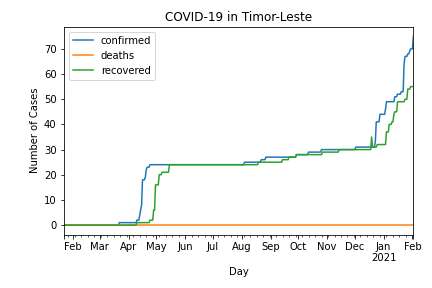 COVID-19 in Timor-Leste
confirmed
deaths
recovered
Number of Cases
70
60
50
40
30
20
10
0
Feb Mar Apr May Jun Jul Aug Sep Oct Nov Dec Jan Feb
2021
Day